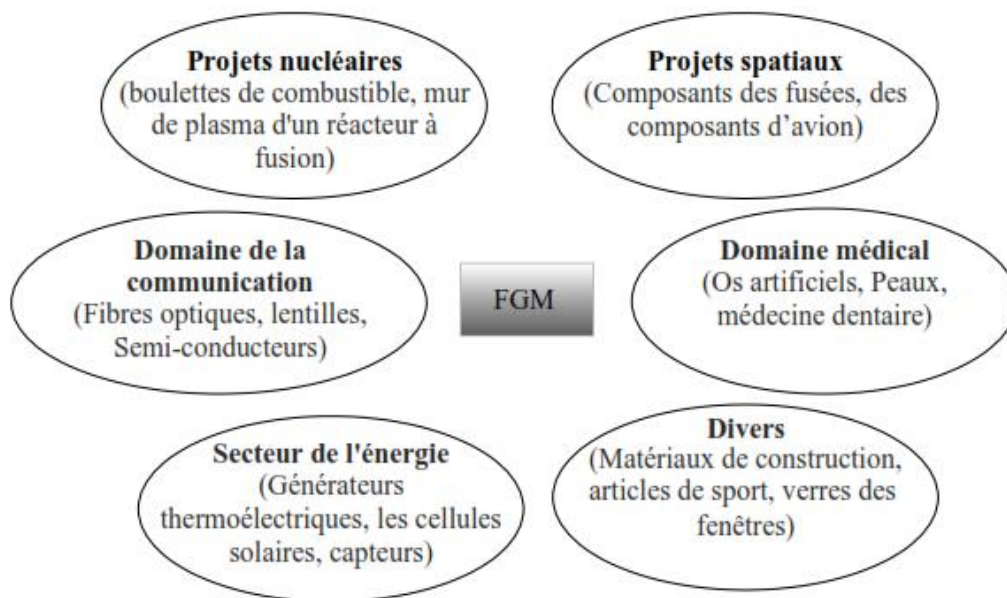 Projets nucléaires
(boulettes de combustible, mur
de plasma d'un réacteur à
fusion)
Projets spatiaux
(Composants des fusées, des
composants d’avion)
Domaine de la
communication
(Fibres optiques, lentilles,
Semi-conducteurs)
FGM
Domaine médical
(Os artificiels, Peaux,
médecine dentaire)
Secteur de l'énergie
(Générateurs
thermoélectriques, les cellules
solaires, capteurs)
Divers
(Matériaux de construction,
articles de sport, verres des
fenêtres)